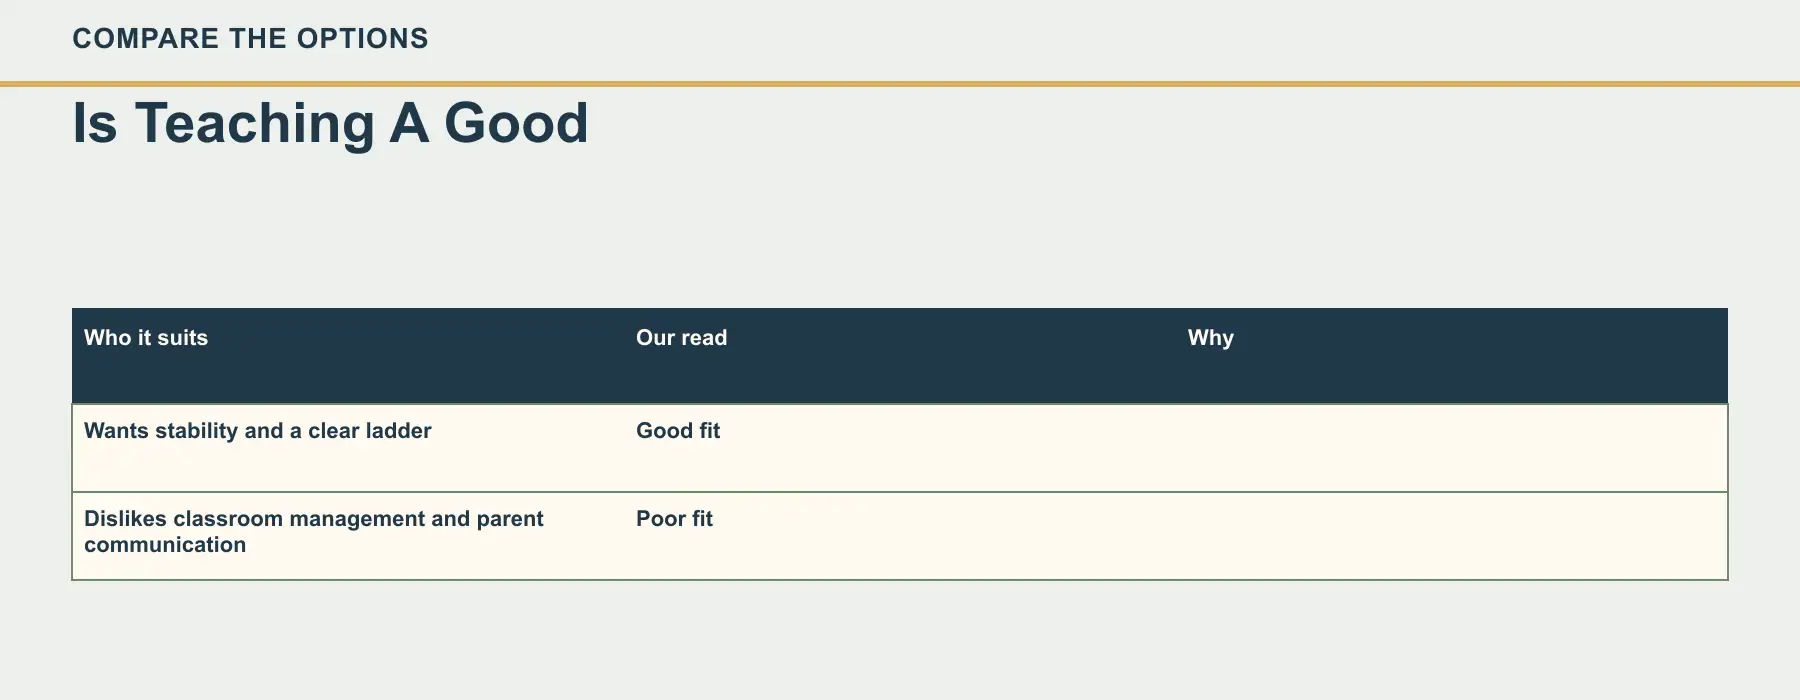 COMPARE THE OPTIONS
Is Teaching A Good
Who it suits
Our read
Why
Wants stability and a clear ladder
Good fit
Dislikes classroom management and parent
communication
Poor fit